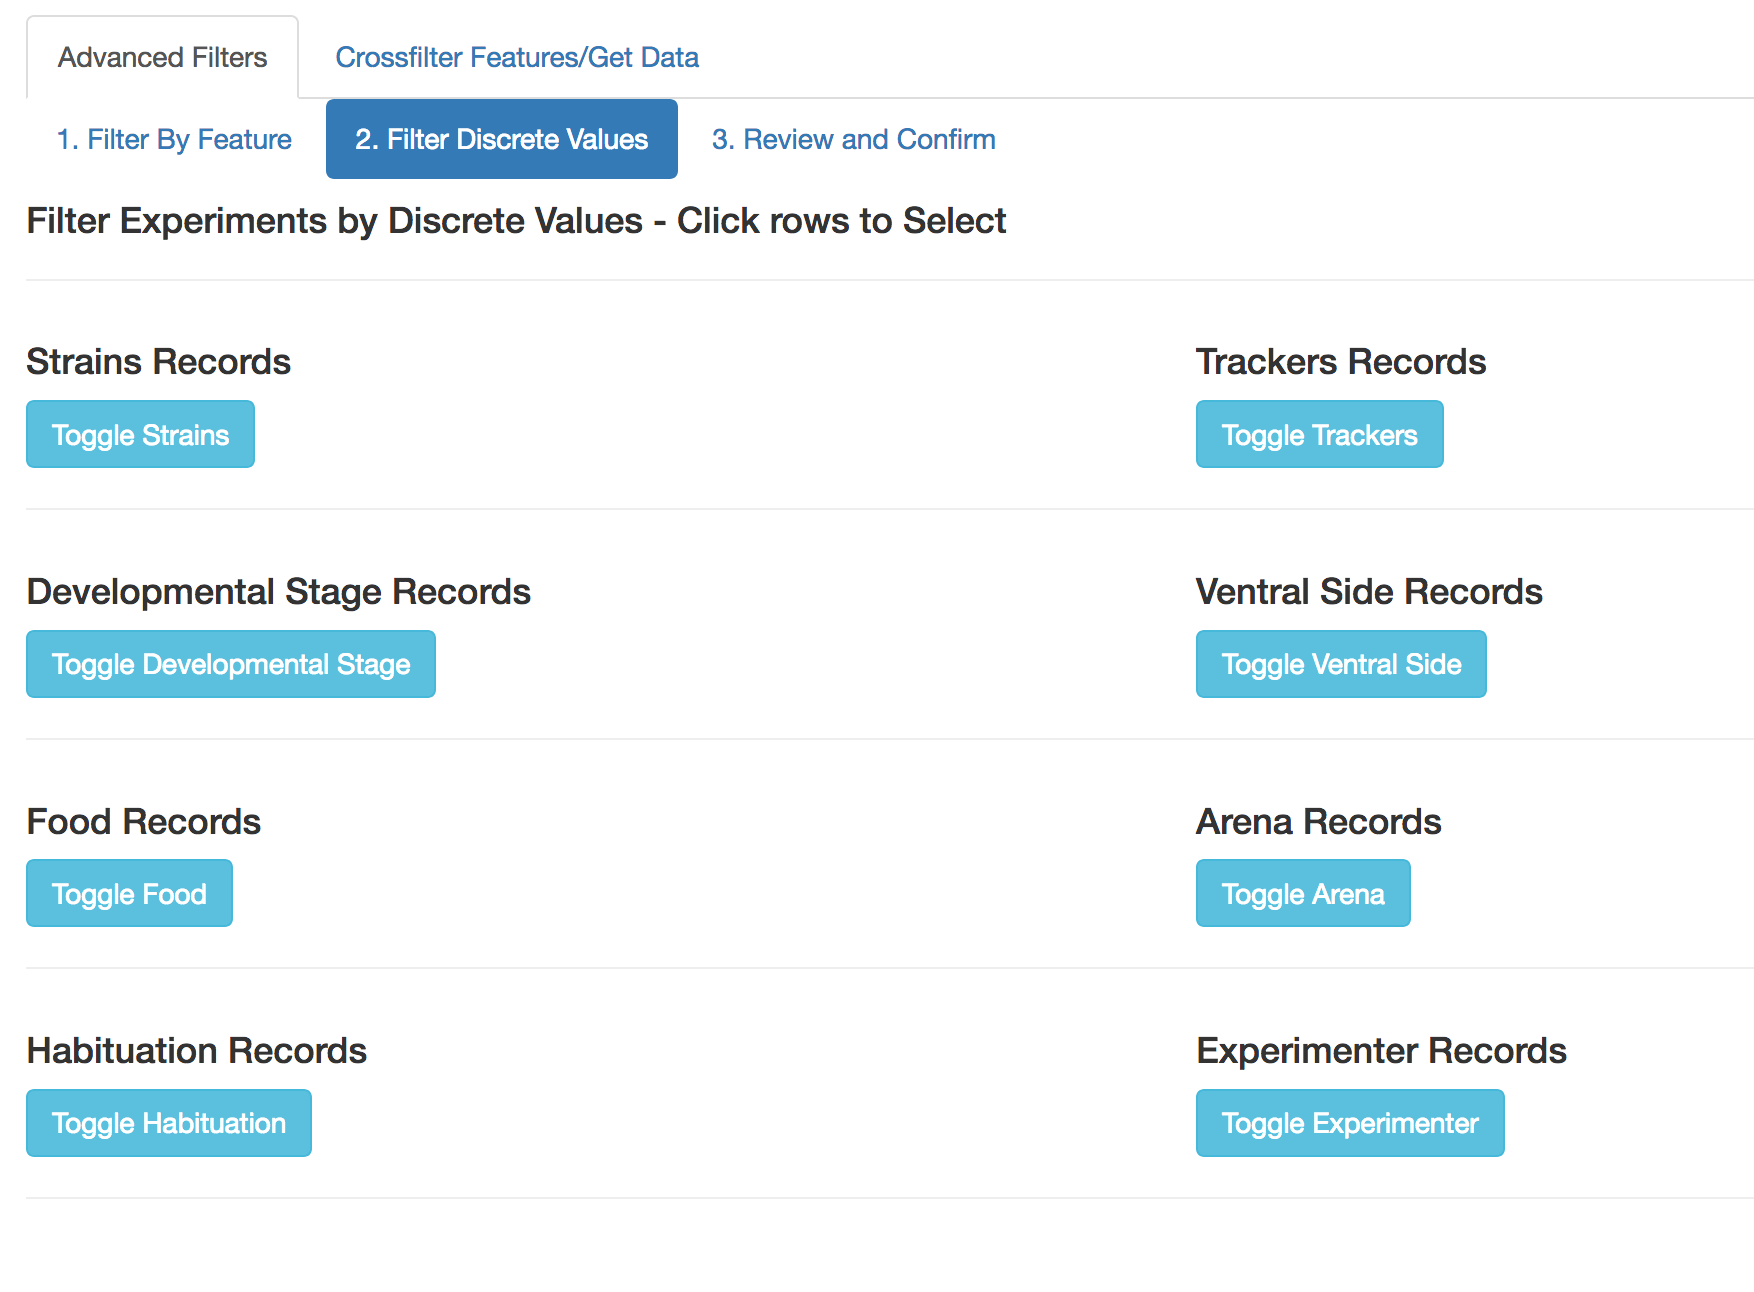 Advanced Filters
Crossfilter Features/Get Data
1. Filter By Feature
2. Filter Discrete Values
3. Review and Confirm
Filter Experiments by Discrete Values - Click rows to Select
Strains Records
Trackers Records
Toggle Strains
Toggle Trackers
Developmental Stage Records
Ventral Side Records
Toggle Developmental Stage
Toggle Ventral Side
Food Records
Arena Records
Toggle Food
Toggle Arena
Habituation Records
Experimenter Records
Toggle Habituation
Toggle Experimenter